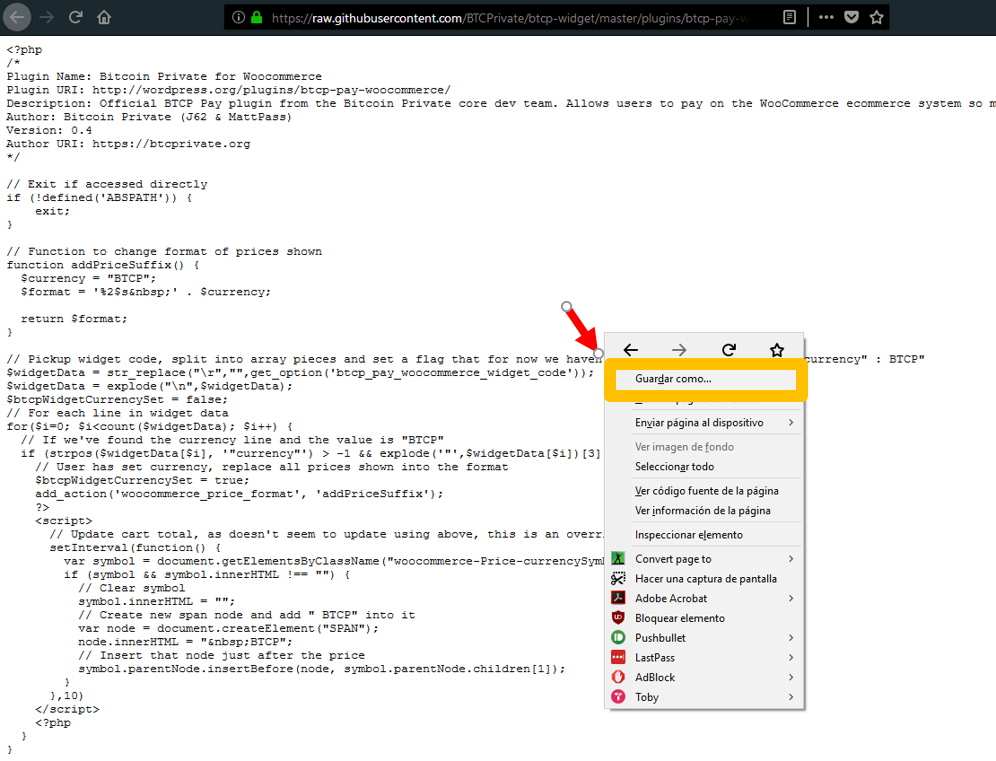 https://raw.githubusercontent.com/BTCPrivate/btcp-widget/master/plugins/btcp-pay-w
<?php
/*
Plugin Name: Bitcoin Private for Woocommerce
Plugin URI: http://wordpress.org/plugins/btcp-pay-woocommerce/
Description: Official BTCP Pay plugin from the Bitcoin Private core dev team. Allows users to pay on the WooCommerce ecommerce system so m
Author: Bitcoin Private (J62 & MattPass)
Version: 0.4
Author URI: https://btcprivate.org
*/
// Exit if accessed directly
if (!defined('ABSPATH')) {
    exit;
}
// Function to change format of prices shown
function addPriceSuffix() {
  $currency = "BTCP";
  $format = '%2$s&nbsp;' . $currency;
  return $format;
}
// Pickup widget code, split into array pieces and set a flag that for now we haven currency" : BTCP"
$widgetData = str_replace("\r","",get_option('btcp_pay_woocommerce_widget_code'));
$widgetData = explode("\n",$widgetData);
$btcpWidgetCurrencySet = false;
// For each line in widget data
for($i=0; $i<count($widgetData); $i++) {
  // If we've found the currency line and the value is "BTCP"
  if (strpos($widgetData[$i], '"currency"') > -1 && explode('"',$widgetData[$i])[3]
    // User has set currency, replace all prices shown into the format
    $btcpWidgetCurrencySet = true;
    add_action('woocommerce_price_format', 'addPriceSuffix');
    ?>
    <script>
      // Update cart total, as doesn't seem to update using above, this is an overri
      setInterval(function() {
        var symbol = document.getElementsByClassName("woocommerce-Price-currencySym
        if (symbol && symbol.innerHTML !== "") {
          // Clear symbol
          symbol.innerHTML = "";
          // Create new span node and add " BTCP" into it
          var node = document.createElement("SPAN");
          node.innerHTML = "&nbsp;BTCP";
          // Insert that node just after the price
          symbol.parentNode.insertBefore(node, symbol.parentNode.children[1]);
        }
      },10)
    </script>
    <?php
  }
}
Guardar como...
Enviar página al dispositivo
Ver imagen de fondo
Seleccionar todo
Ver código fuente de la página
Ver información de la página
Inspeccionar elemento
Convert page to
Hacer una captura de pantalla
Adobe Acrobat
Bloquear elemento
Pushbullet
LastPass
AdBlock
Toby